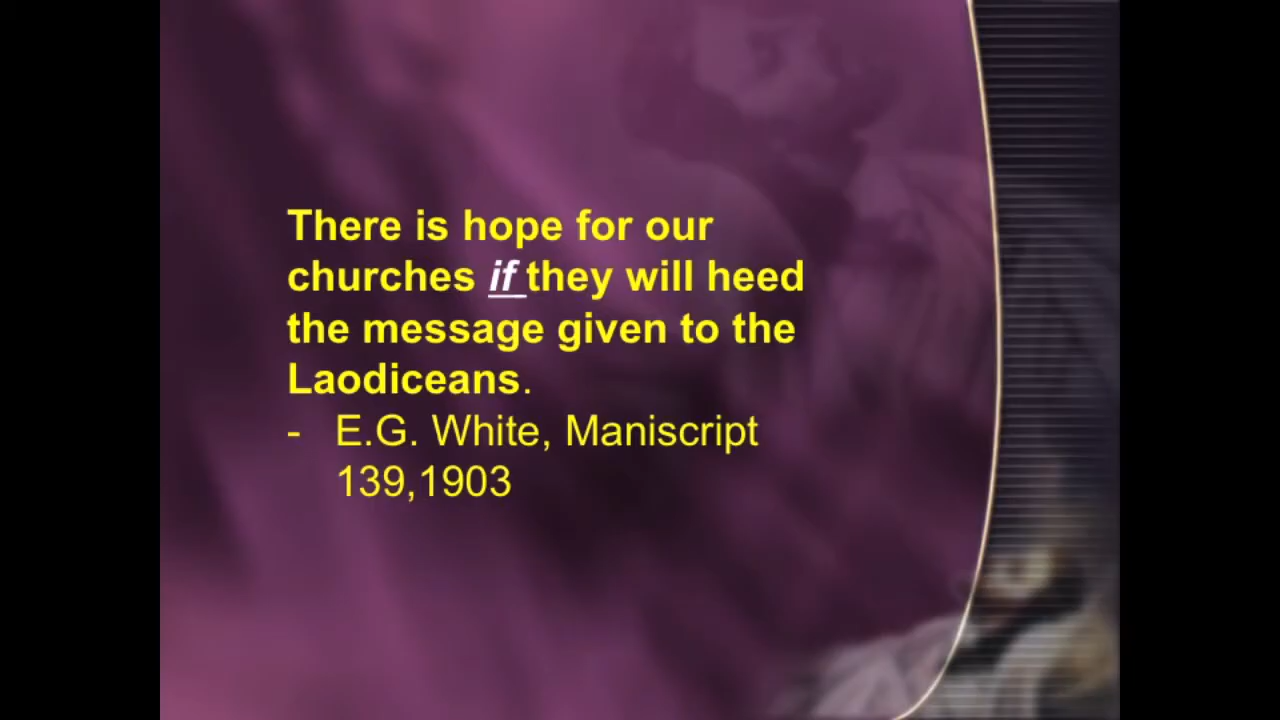 There is hope for our
churches if they will heed
the message given to the
Laodiceans.
- E.G. White, Maniscript
139,1903